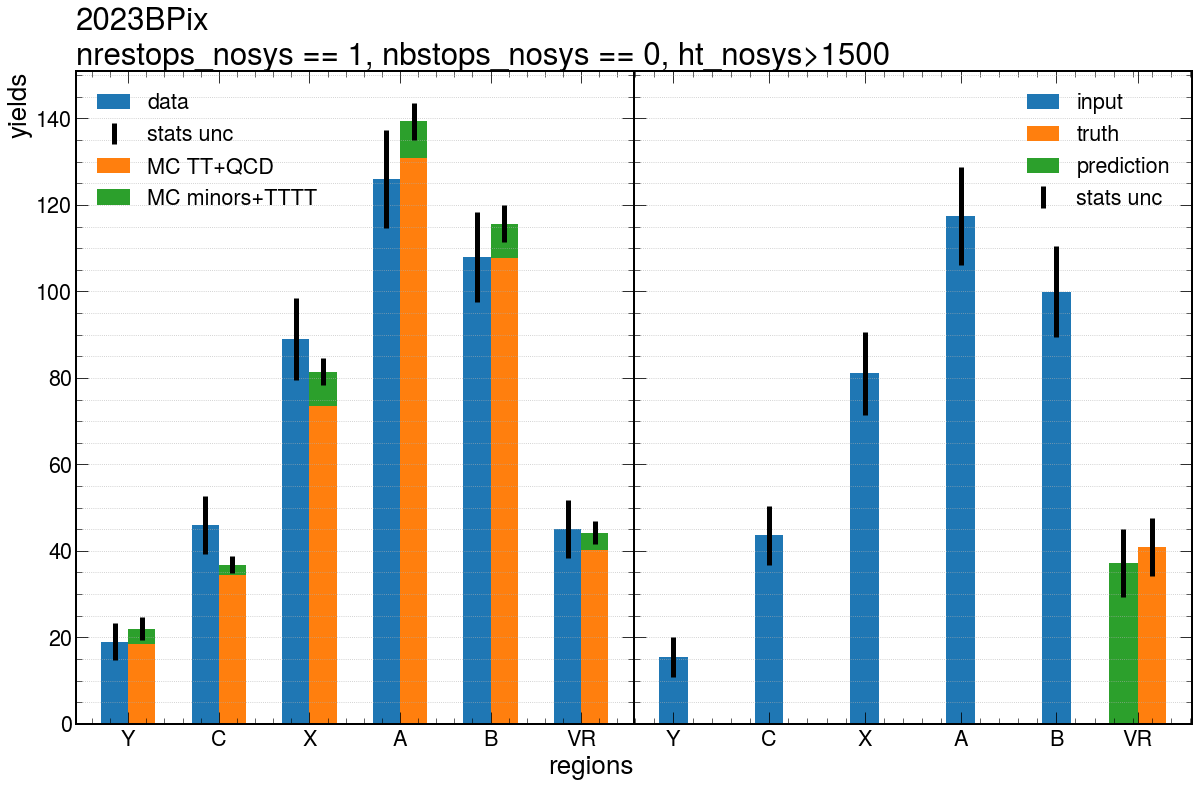 2023BPix
nrestops_nosys == 1, nbstops_nosys == 0, ht_nosys>1500
yields
140
120
100
80
60
40
20
0
data
stats unc
MC TT+QCD
MC minors+TTTT
input
truth
prediction
stats unc
Y C X A B VR
Y C X A B VR
regions